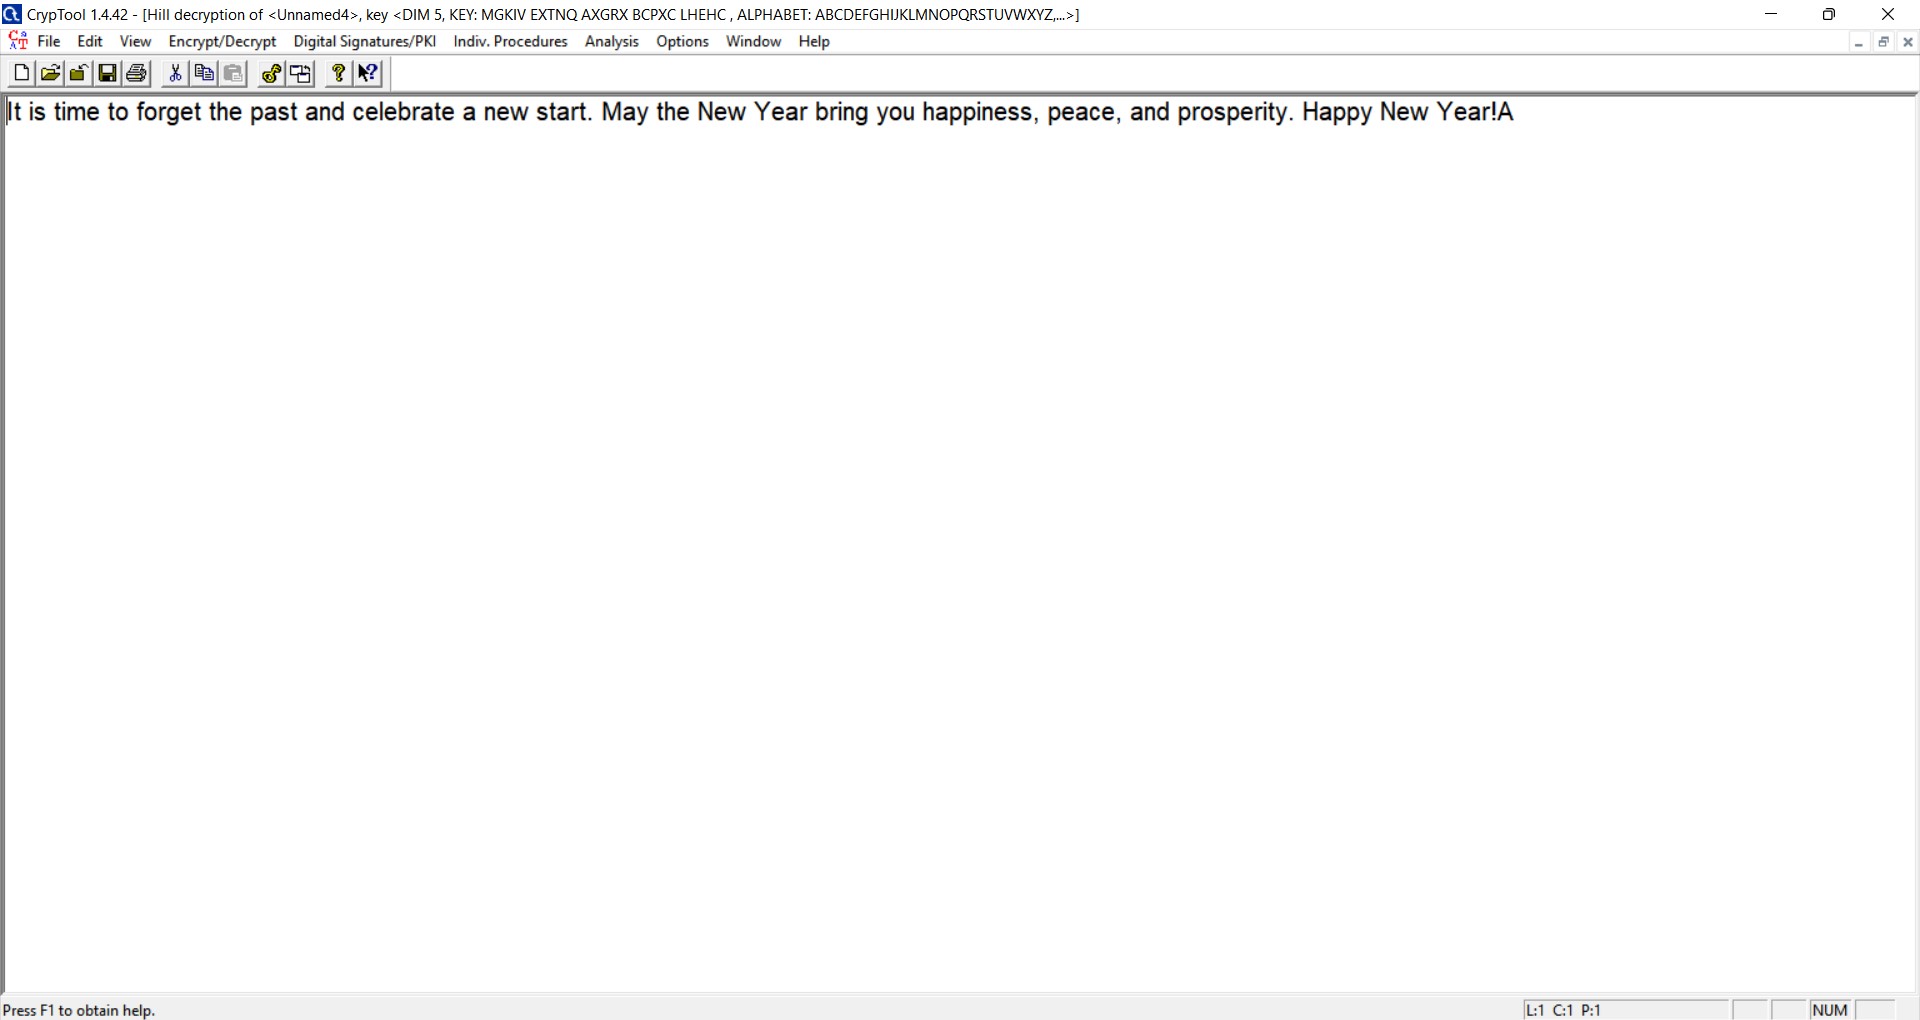 CrypTool 1.4.42 - [Hill decryption of <Unnamed4>, key <DIM 5, KEY: MGKIV EXTNQ AXGRX BCPXC LHEHC , ALPHABET: ABCDEFGHIJKLMNOPQRSTUVWXYZ,...>]
File Edit View Encrypt/Decrypt Digital Signatures/PKI Indiv. Procedures Analysis Options Window Help
It is time to forget the past and celebrate a new start. May the New Year bring you happiness, peace, and prosperity. Happy New Year!A
Press F1 to obtain help. L:1 C:1 P:1 NUM